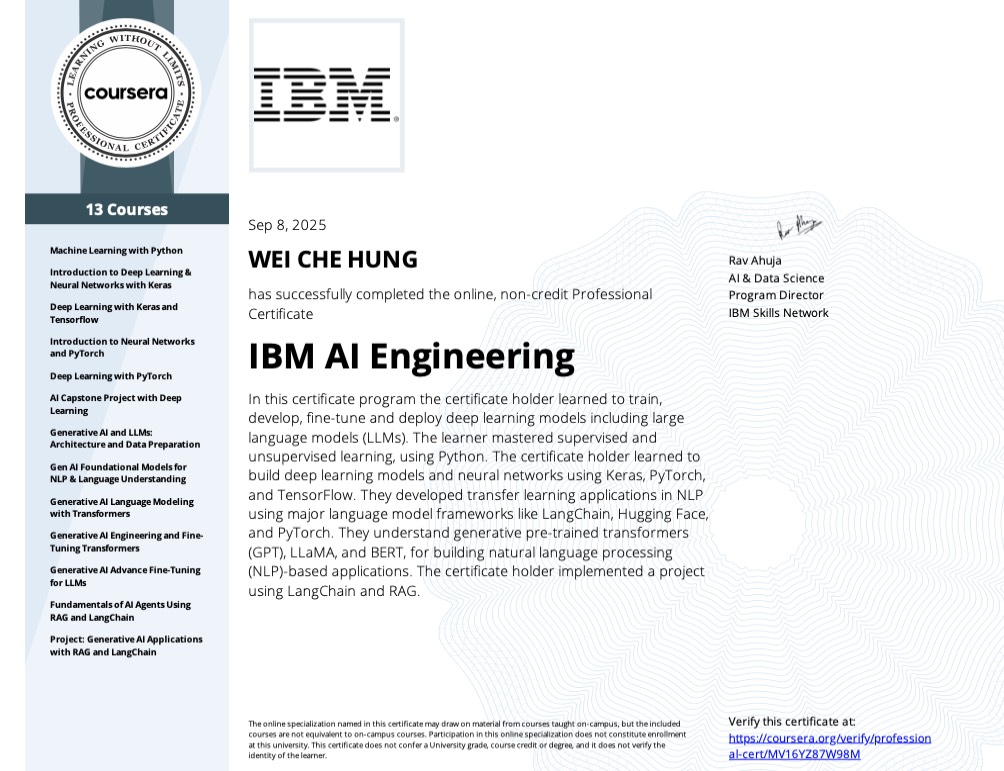 LEARNING WITHOUT LIMITS
coursera
PROFESSIONAL CERTIFICATE
IBM
13 Courses
Machine Learning with Python
Introduction to Deep Learning &
Neural Networks with Keras
Deep Learning with Keras and
Tensorflow
Introduction to Neural Networks
and PyTorch
Deep Learning with PyTorch
AI Capstone Project with Deep
Learning
Generative AI and LLMs:
Architecture and Data Preparation
Gen AI Foundational Models for
NLP & Language Understanding
Generative AI Language Modeling
with Transformers
Generative AI Engineering and Fine-
Tuning Transformers
Generative AI Advance Fine-Tuning
for LLMs
Fundamentals of AI Agents Using
RAG and LangChain
Project: Generative AI Applications
with RAG and LangChain
Sep 8, 2025
WEI CHE HUNG
has successfully completed the online, non-credit Professional
Certificate
IBM AI Engineering
In this certificate program the certificate holder learned to train,
develop, fine-tune and deploy deep learning models including large
language models (LLMs). The learner mastered supervised and
unsupervised learning, using Python. The certificate holder learned to
build deep learning models and neural networks using Keras, PyTorch,
and TensorFlow. They developed transfer learning applications in NLP
using major language model frameworks like LangChain, Hugging Face,
and PyTorch. They understand generative pre-trained transformers
(GPT), LLaMA, and BERT, for building natural language processing
(NLP)-based applications. The certificate holder implemented a project
using LangChain and RAG.
Rav Ahuja
Rav Ahuja
AI & Data Science
Program Director
IBM Skills Network
The online specialization named in this certificate may draw on material from courses taught on-campus, but the included
courses are not equivalent to on-campus courses. Participation in this online specialization does not constitute enrollment
at this university. This certificate does not confer a University grade, course credit or degree, and it does not verify the
identity of the learner.
Verify this certificate at:
https://coursera.org/verify/profession
al-cert/MV16YZ87W98M